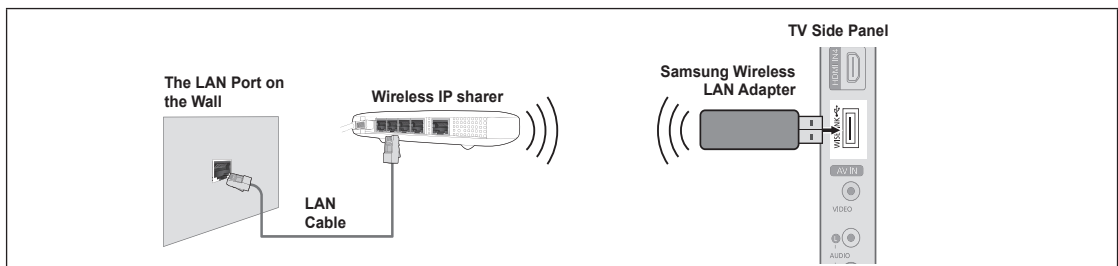 TV Side Panel
HDMI IN4
The LAN Port on
the Wall
Wireless IP sharer
Samsung Wireless
LAN Adapter
WISELINK
AV IN
VIDEO
LAN
Cable
L
AUDIO